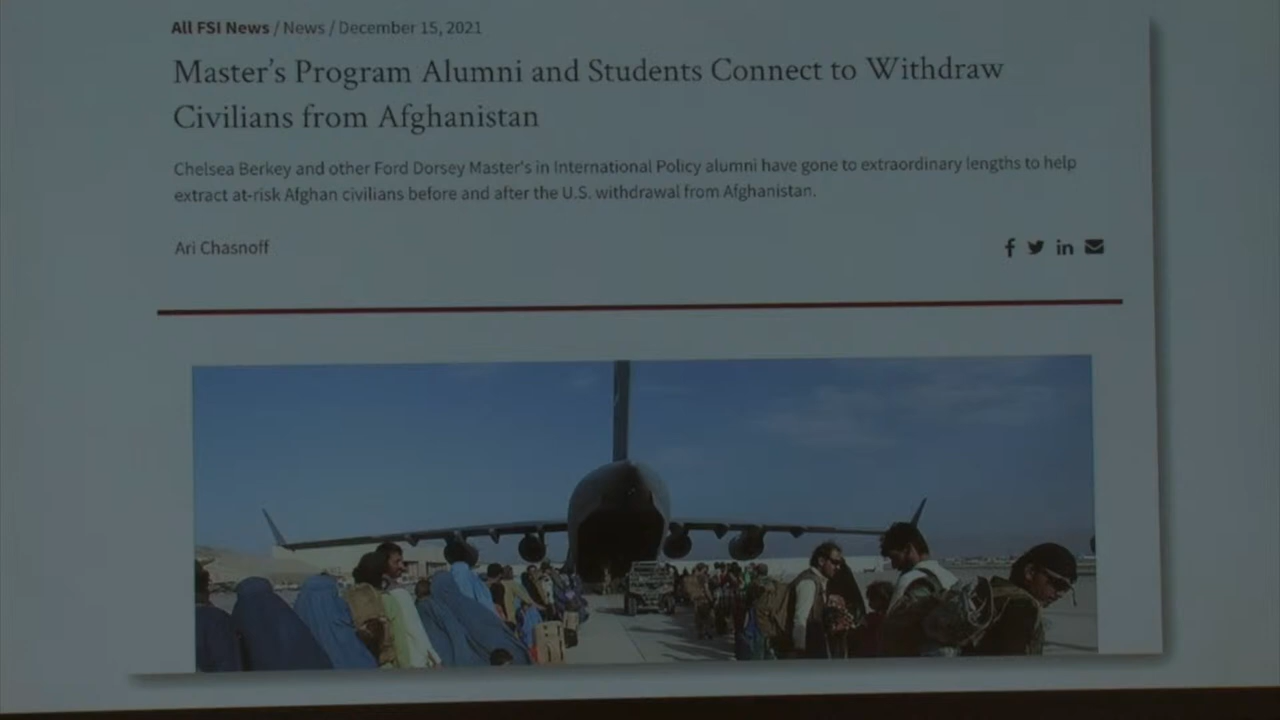 All FSI News / News / December 15, 2021
Master's Program Alumni and Students Connect to Withdraw
Civilians from Afghanistan
Chelsea Berkey and other Ford Dorsey Master's in International Policy alumni have gone to extraordinary lengths to help
extract at-risk Afghan civilians before and after the U.S. withdrawal from Afghanistan.
Ari Chasnoff